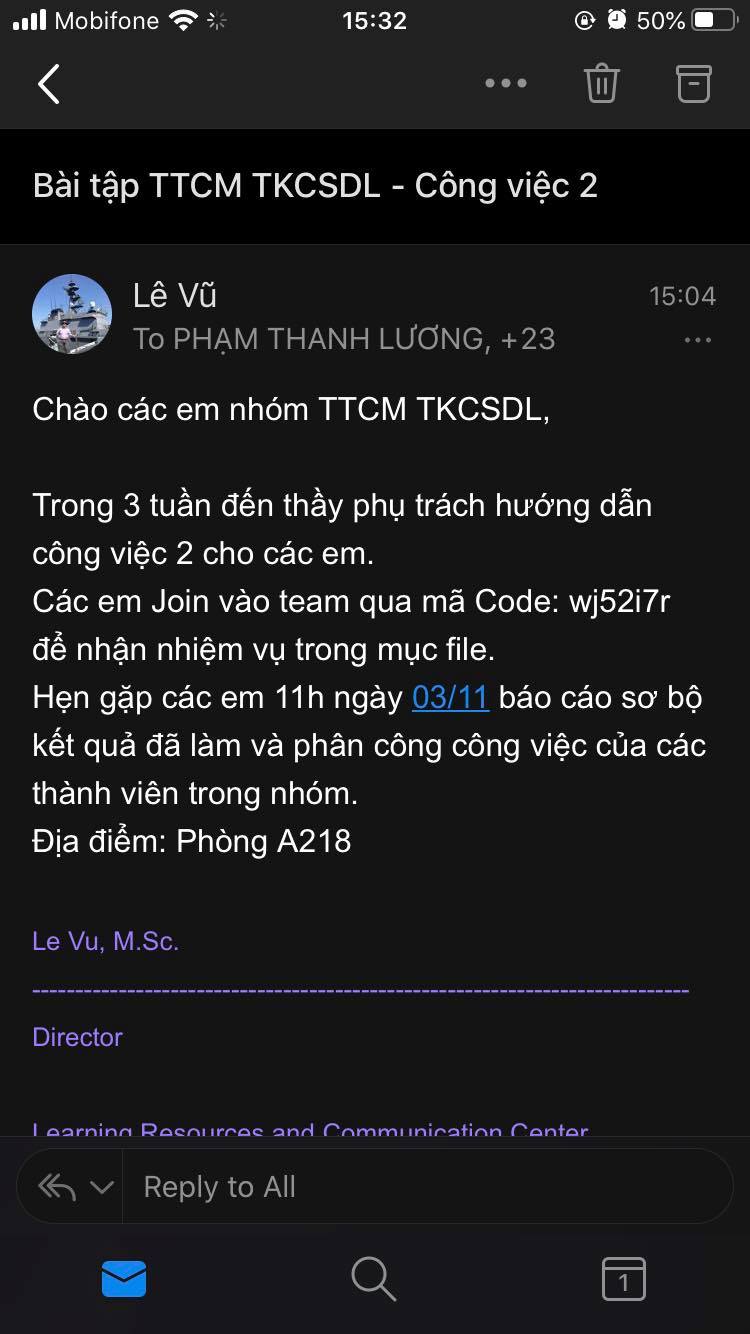 Mobifone 15:32 50%
Bài tập TTCM TKCSDL - Công việc 2
Lê Vũ 15:04
To PHẠM THANH LƯƠNG, +23
Chào các em nhóm TTCM TKCSDL,
Trong 3 tuần đến thầy phụ trách hướng dẫn
công việc 2 cho các em.
Các em Join vào team qua mã Code: wj52i7r
để nhận nhiệm vụ trong mục file.
Hẹn gặp các em 11h ngày 03/11 báo cáo sơ bộ
kết quả đã làm và phân công công việc của các
thành viên trong nhóm.
Địa điểm: Phòng A218
Le Vu, M.Sc.
-----------------------------------------------------------------------------
Director
Learning Resources and Communication Center
Reply to All
1